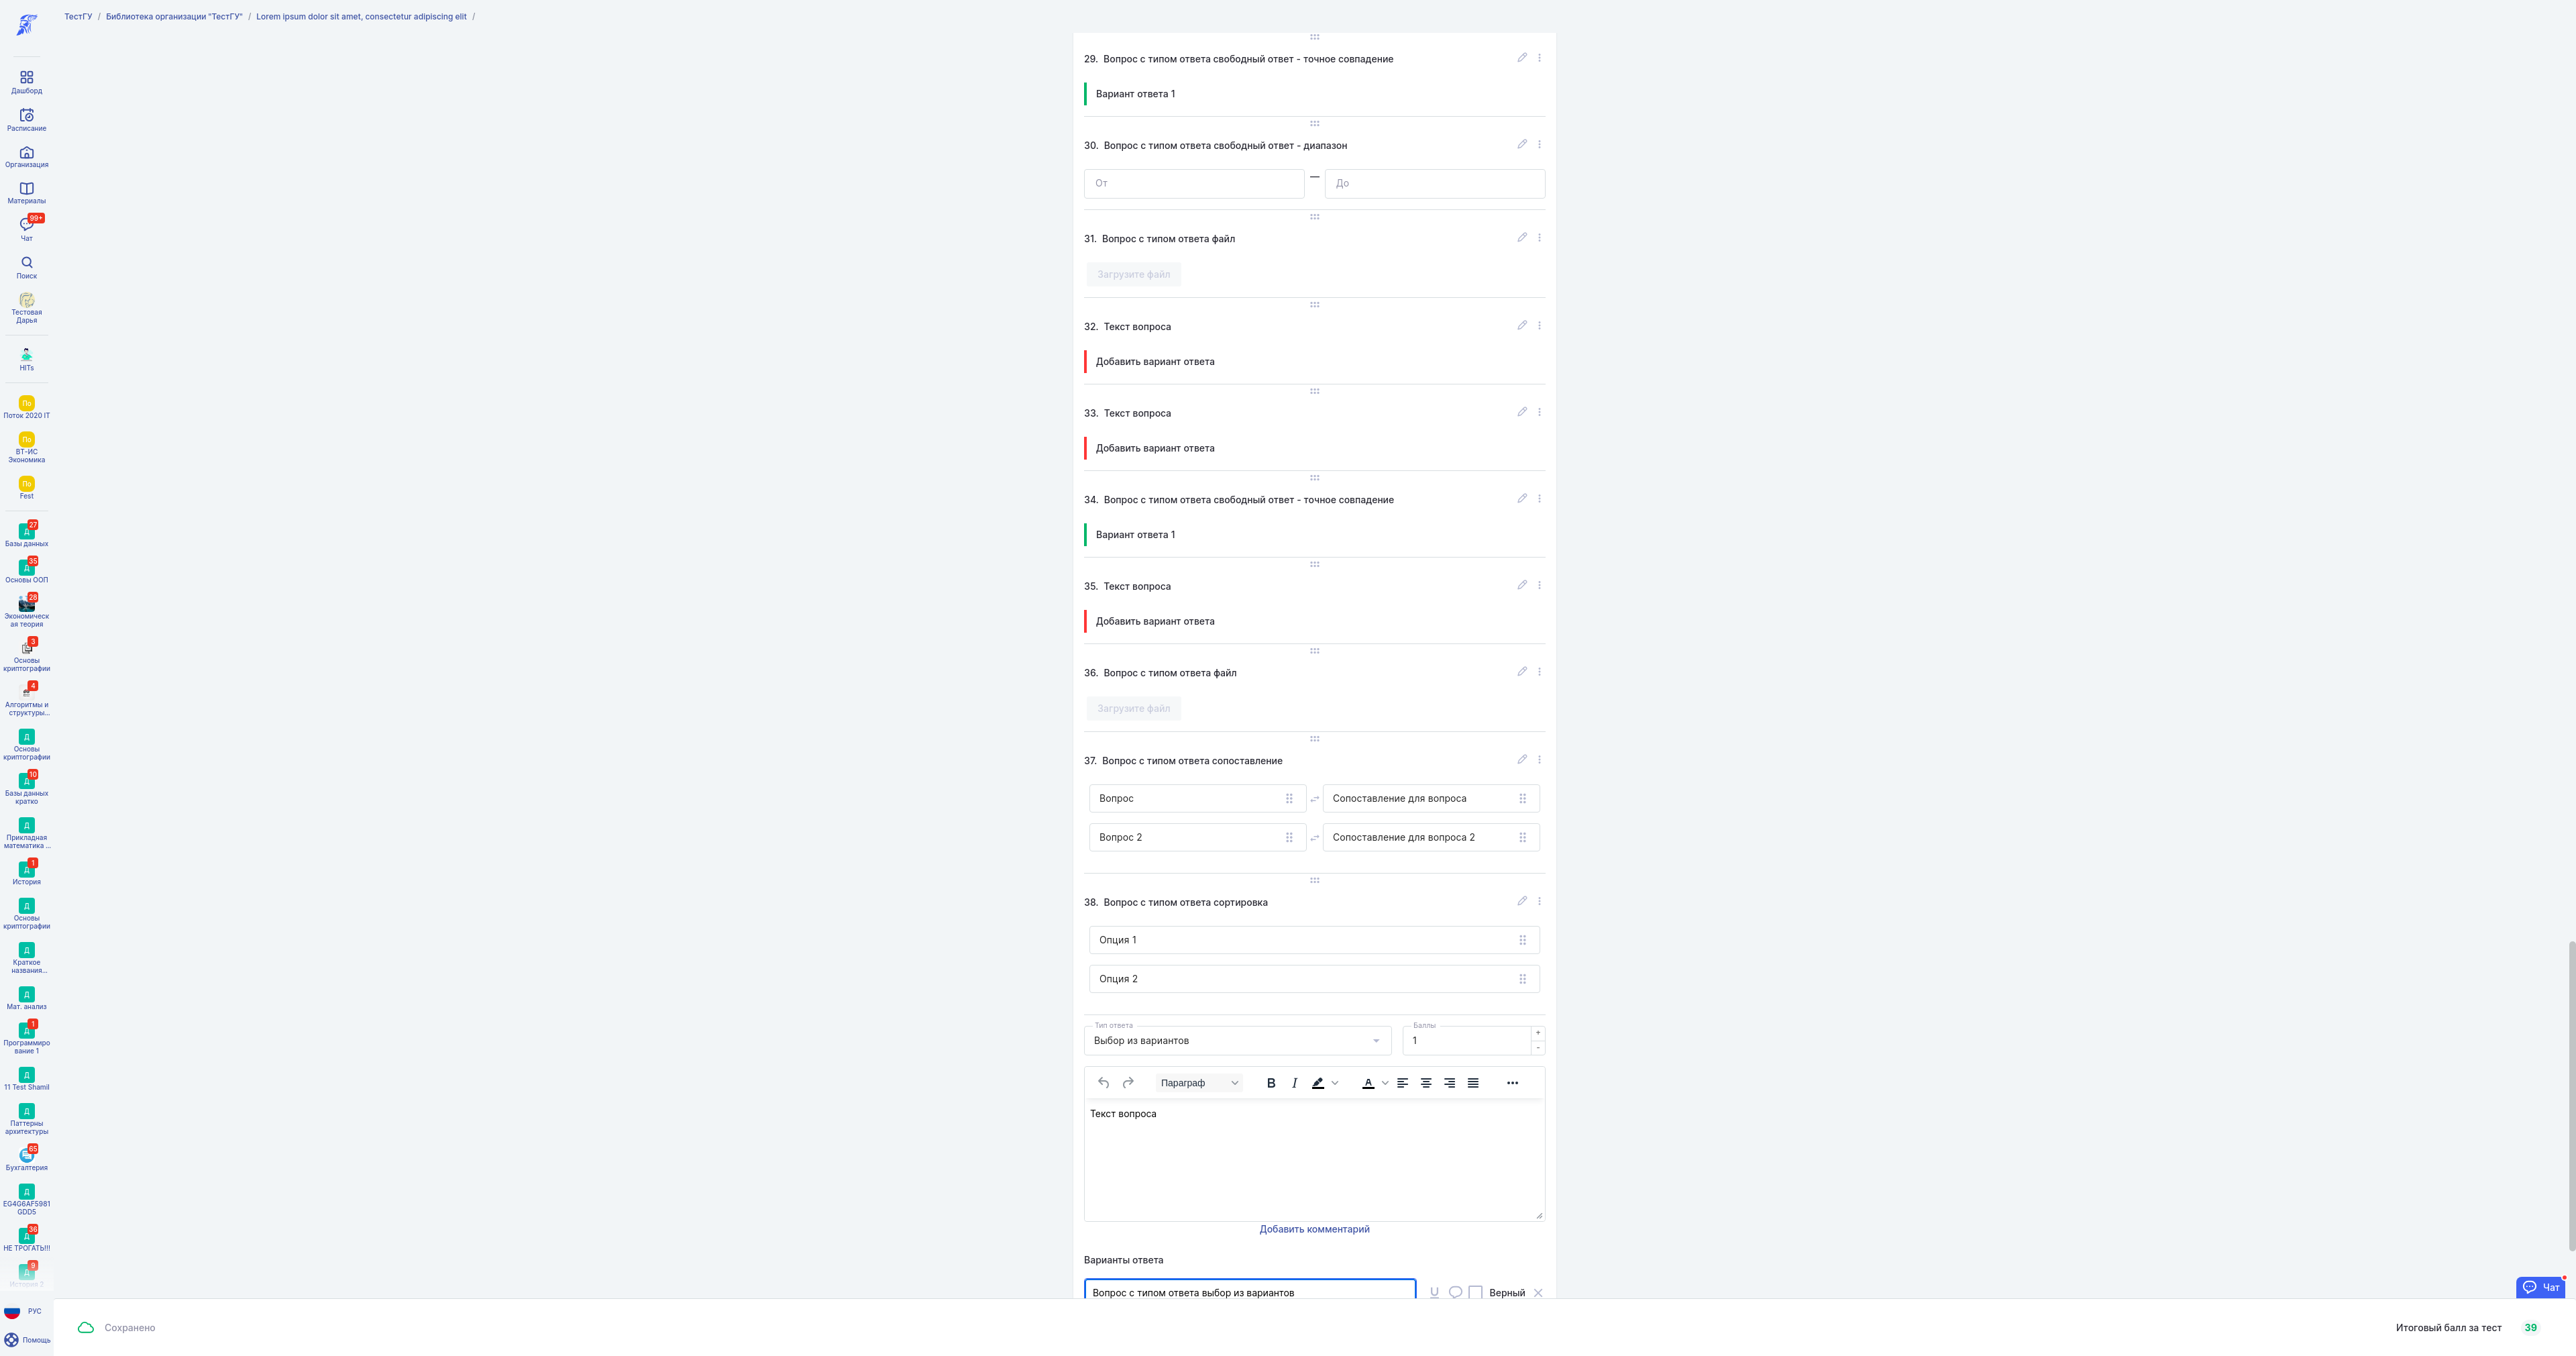 ТестГУ / Библиотека организации "ТестГУ" / Lorem ipsum dolor sit amet, consectetur adipiscing elit /
Дашборд
Расписание
Организация
Материалы
99+
Чат
Поиск
Тестовая
Дарья
HITs
По
Поток 2020 IT
По
ВТ-ИС
Экономика
По
Fest
27
Д
Базы данных
35
Д
Основы ООП
28
Экономическ
ая теория
3
Основы
криптографии
4
Алгоритмы и
структуры...
Д
Основы
криптографии
10
Д
Базы данных
кратко
Д
Прикладная
математика ...
1
Д
История
Д
Основы
криптографии
Д
Краткое
названия...
Д
Мат. анализ
1
Д
Программиро
вание 1
Д
11 Test Shamil
Д
Паттерны
архитектуры
65
Бухгалтерия
Д
EG4G6AF5981
GDD5
36
Д
НЕ ТРОГАТЬ!!!
9
Д
История 2
РУС
Помощь
29. Вопрос с типом ответа свободный ответ - точное совпадение
Вариант ответа 1
30. Вопрос с типом ответа свободный ответ - диапазон
От — До
31. Вопрос с типом ответа файл
Загрузите файл
32. Текст вопроса
Добавить вариант ответа
33. Текст вопроса
Добавить вариант ответа
34. Вопрос с типом ответа свободный ответ - точное совпадение
Вариант ответа 1
35. Текст вопроса
Добавить вариант ответа
36. Вопрос с типом ответа файл
Загрузите файл
37. Вопрос с типом ответа сопоставление
Вопрос Сопоставление для вопроса
Вопрос 2 Сопоставление для вопроса 2
38. Вопрос с типом ответа сортировка
Опция 1
Опция 2
Тип ответа Баллы
Выбор из вариантов 1 + -
Параграф B I A
Текст вопроса
Добавить комментарий
Варианты ответа
Вопрос с типом ответа выбор из вариантов Верный
Чат
Сохранено Итоговый балл за тест 39